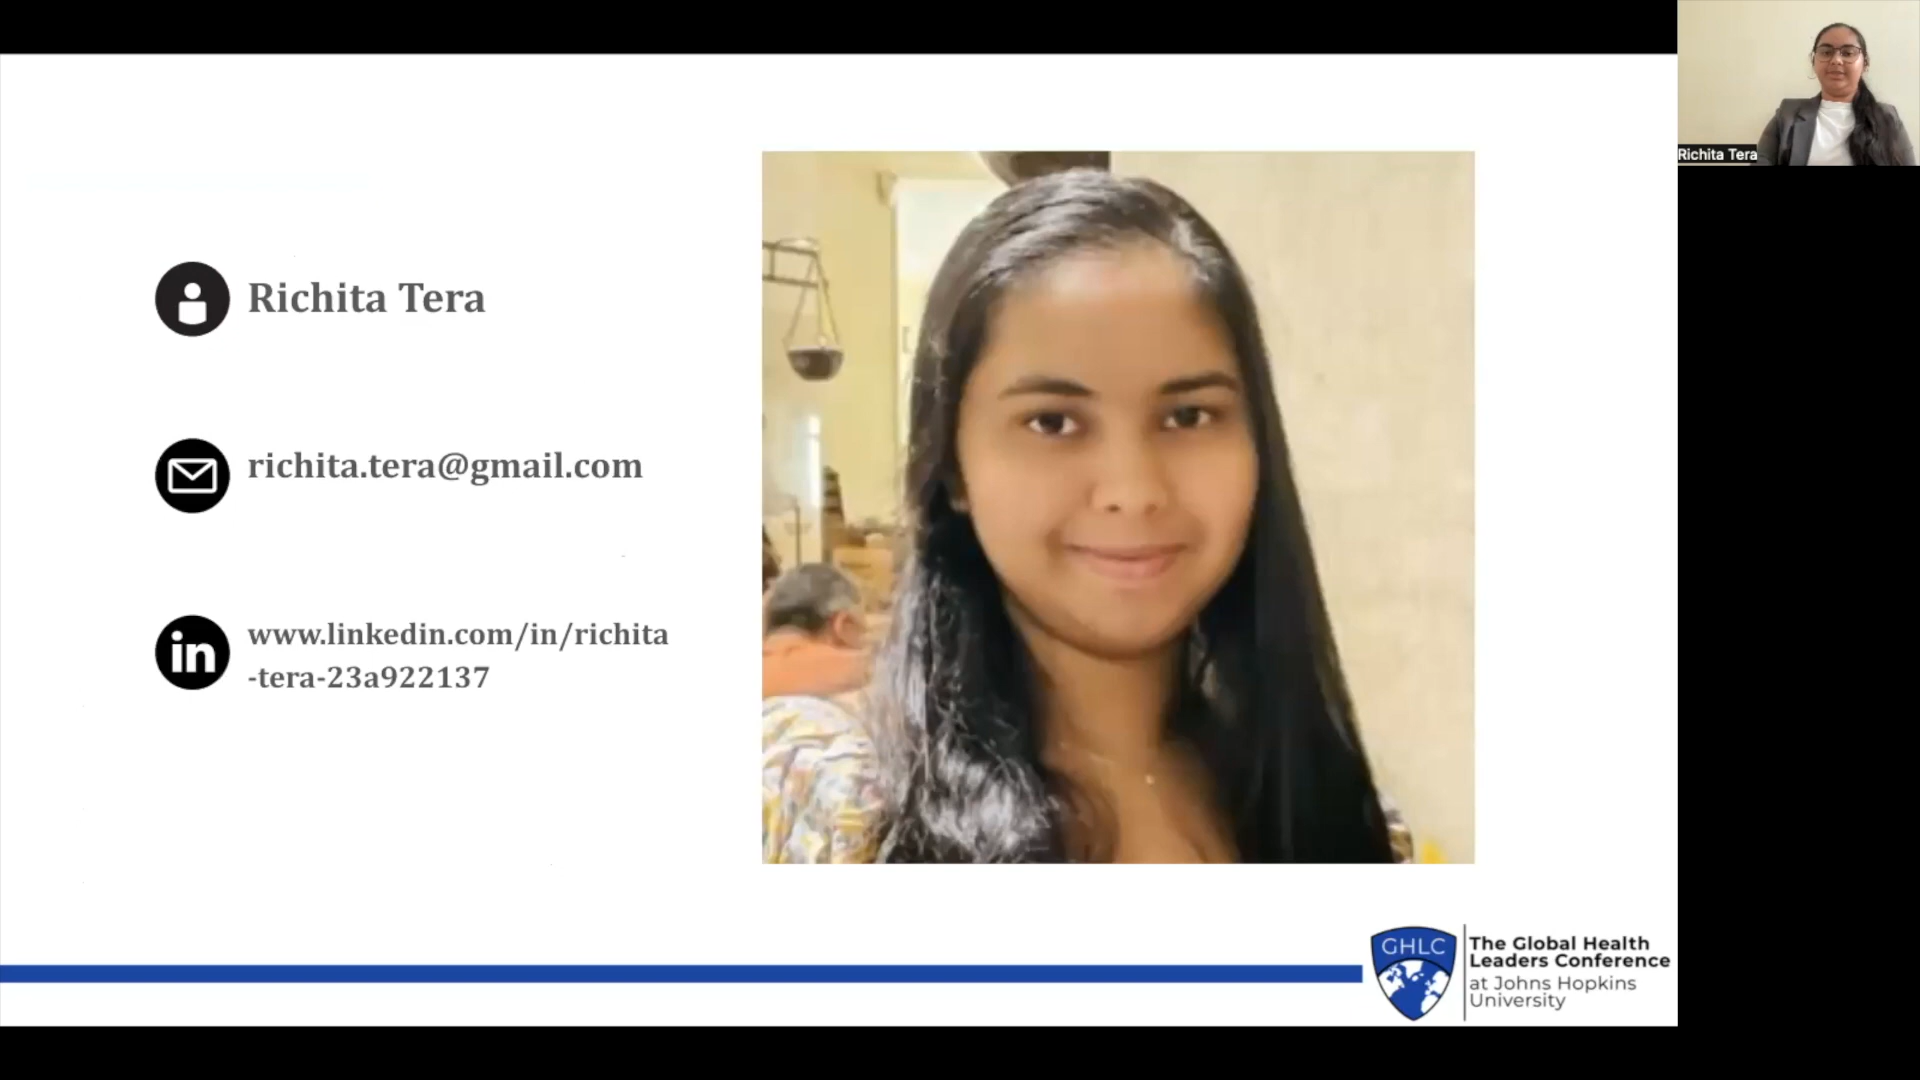 Richita Tera
richita.tera@gmail.com
in
www.linkedin.com/in/richita
-tera-23a922137
Richita Tera
GHLC
The Global Health
Leaders Conference
at Johns Hopkins
University